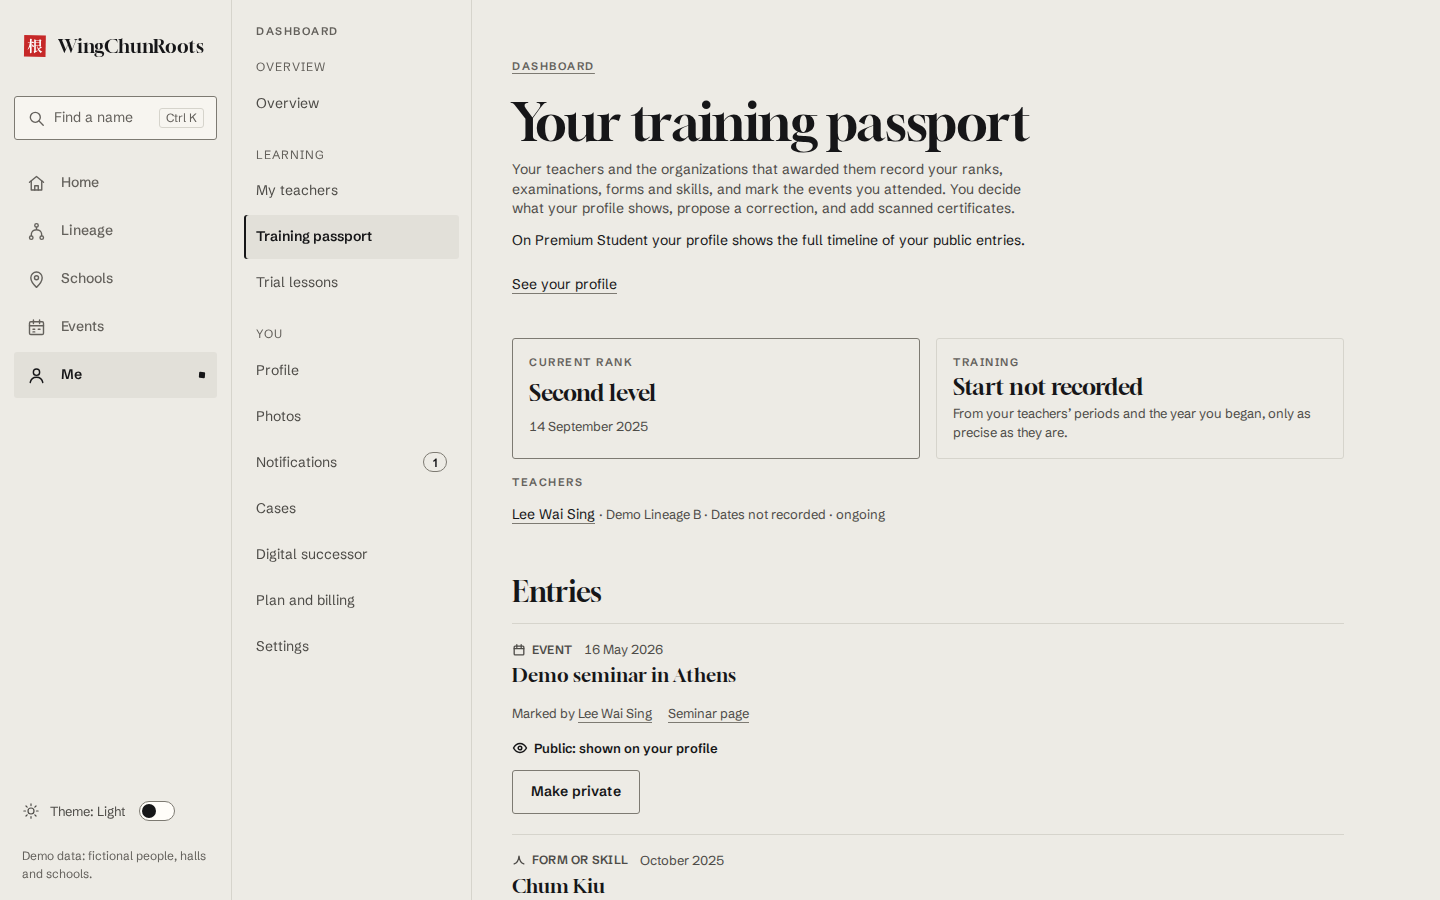 根 WingChunRoots
Find a name Ctrl K
Home
Lineage
Schools
Events
Me
Theme: Light
Demo data: fictional people, halls
and schools.
DASHBOARD
OVERVIEW
Overview
LEARNING
My teachers
Training passport
Trial lessons
YOU
Profile
Photos
Notifications 1
Cases
Digital successor
Plan and billing
Settings
DASHBOARD
Your training passport
Your teachers and the organizations that awarded them record your ranks,
examinations, forms and skills, and mark the events you attended. You decide
what your profile shows, propose a correction, and add scanned certificates.
On Premium Student your profile shows the full timeline of your public entries.
See your profile
CURRENT RANK
Second level
14 September 2025
TRAINING
Start not recorded
From your teachers’ periods and the year you began, only as
precise as they are.
TEACHERS
Lee Wai Sing · Demo Lineage B · Dates not recorded · ongoing
Entries
EVENT 16 May 2026
Demo seminar in Athens
Marked by Lee Wai Sing Seminar page
Public: shown on your profile
Make private
FORM OR SKILL October 2025
Chum Kiu